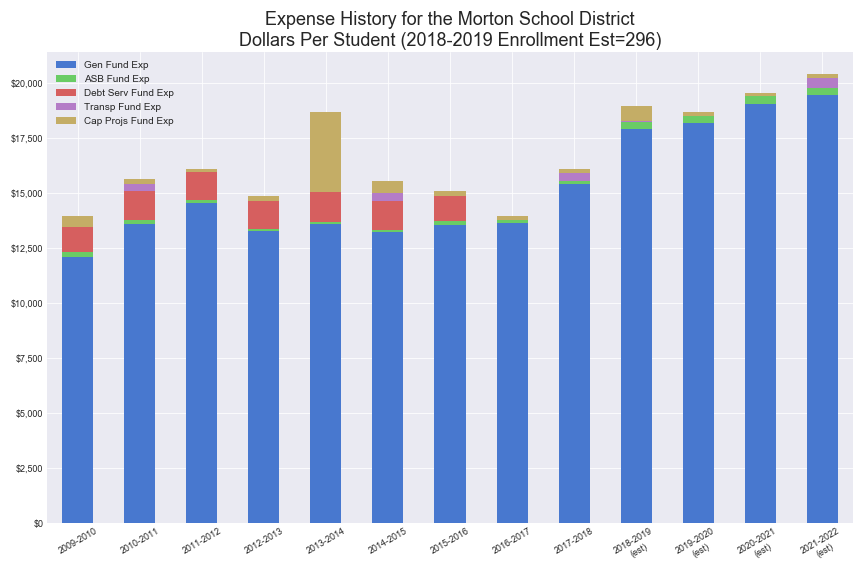 Expense History for the Morton School District
Dollars Per Student (2018-2019 Enrollment Est=296)
Gen Fund Exp
ASB Fund Exp
Debt Serv Fund Exp
Transp Fund Exp
Cap Projs Fund Exp
$20,000
$17,500
$15,000
$12,500
$10,000
$7,500
$5,000
$2,500
$0
2009-2010
2010-2011
2011-2012
2012-2013
2013-2014
2014-2015
2015-2016
2016-2017
2017-2018
2018-2019
(est)
2019-2020
(est)
2020-2021
(est)
2021-2022
(est)